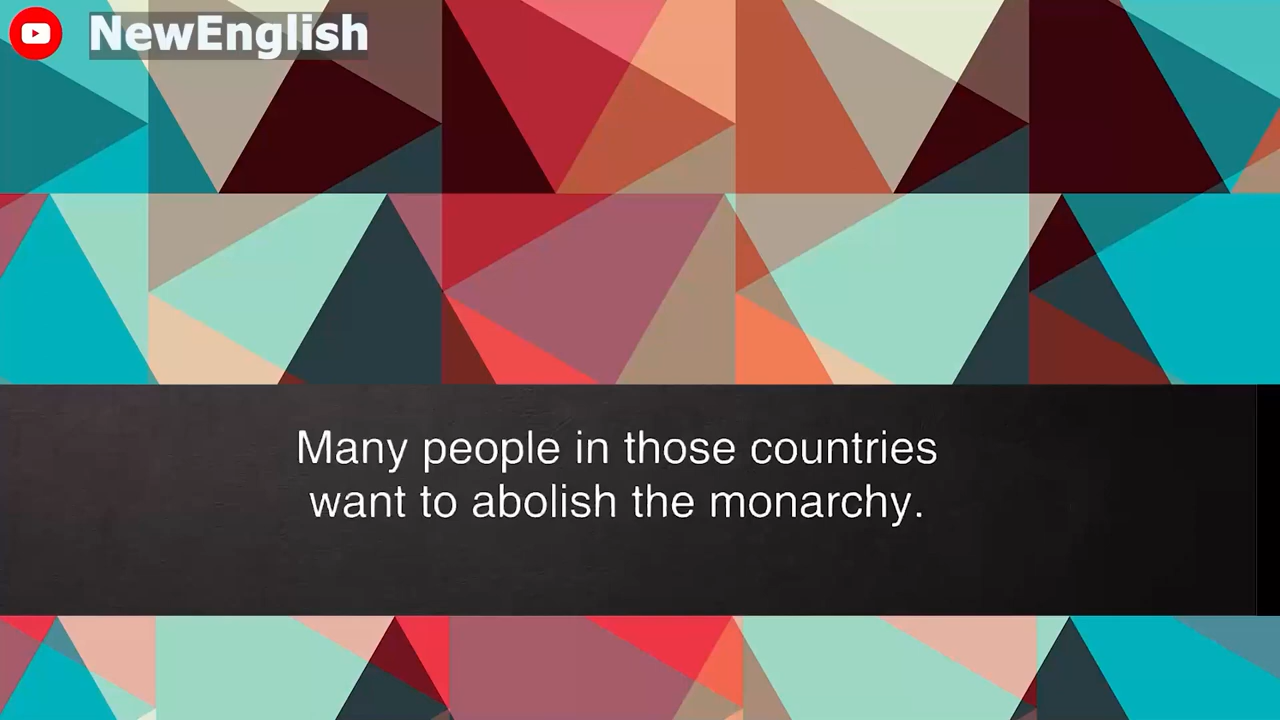 NewEnglish
Many people in those countries
want to abolish the monarchy.